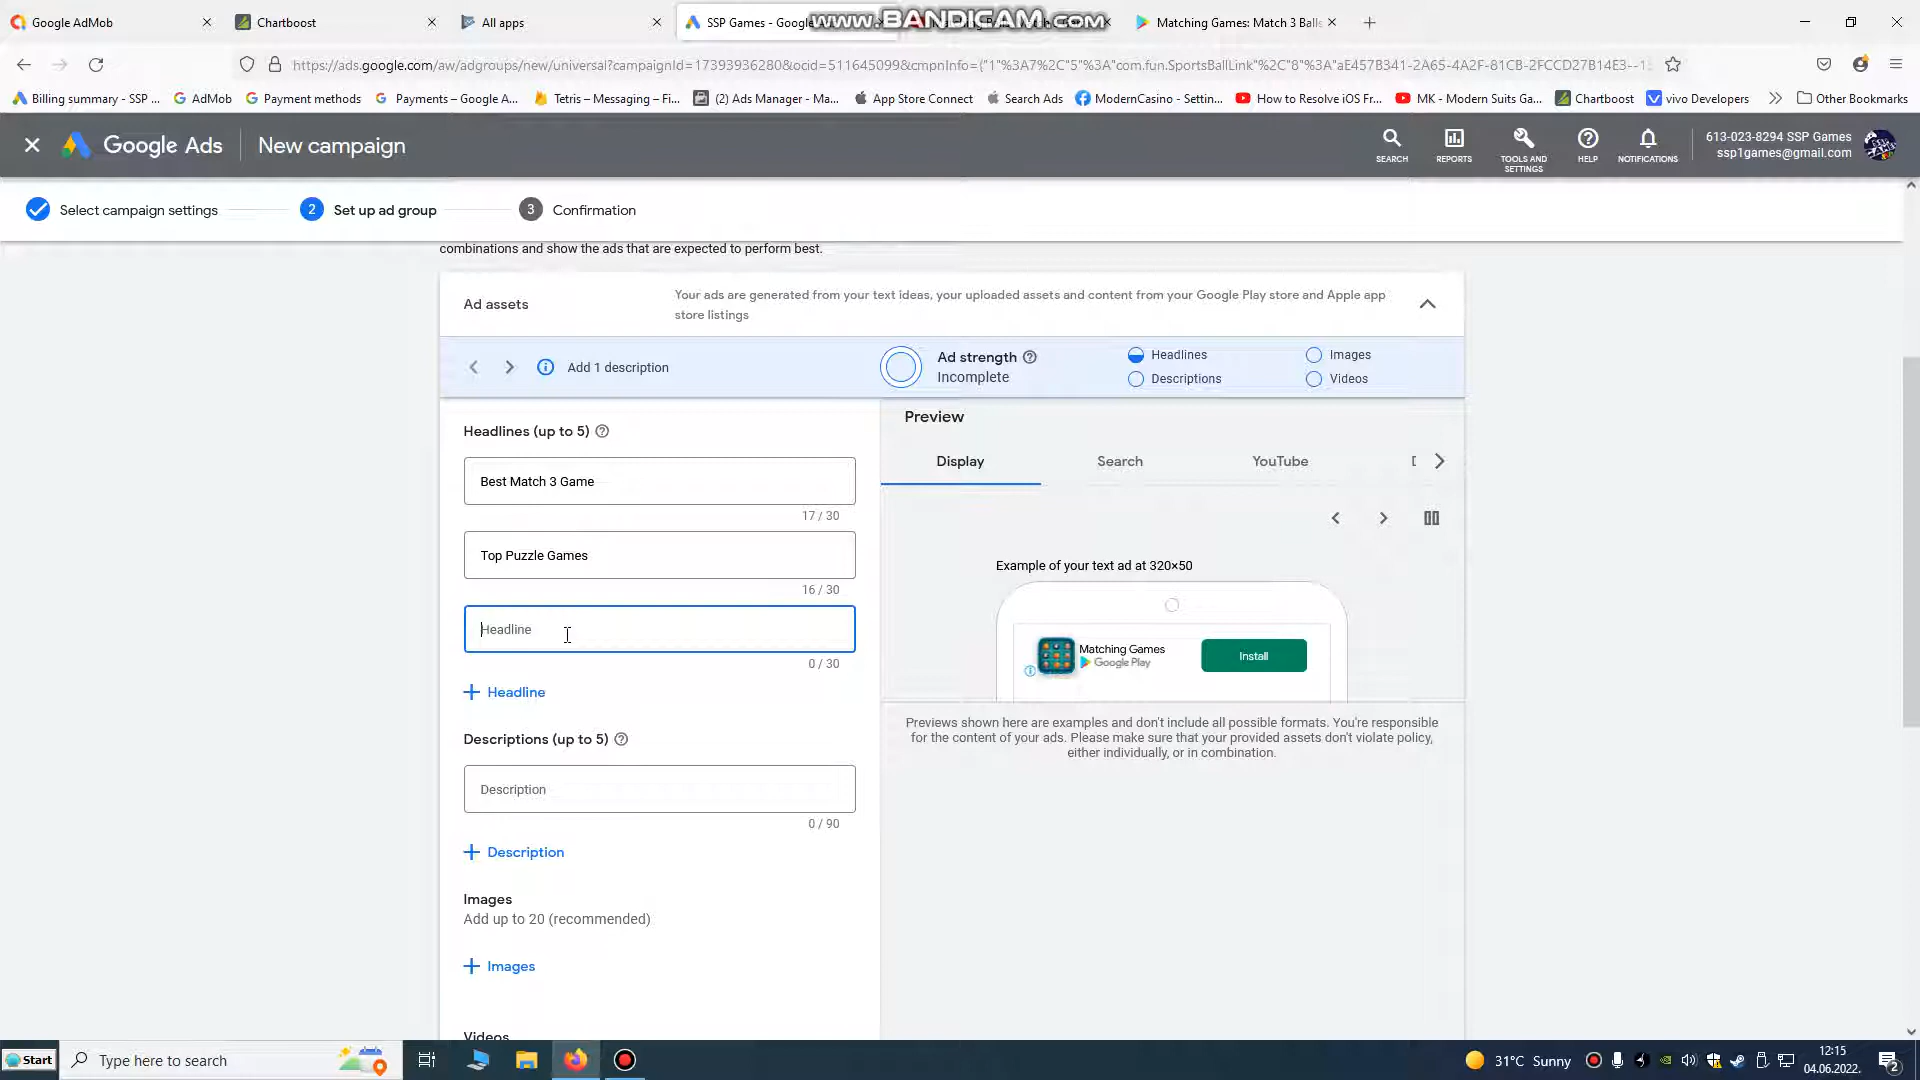 Google AdMob
Chartboost
All apps
SSP Games - Google
www.BANDICAM.com
Matching Games: Match 3 Balls
https://ads.google.com/aw/adgroups/new/universal?campaignId=17393936280&ocid=511645099&cmpnInfo={"1"%3A7%2C"5"%3A"com.fun.SportsBallLink"%2C"8"%3A"aE457B341-2A65-4A2F-81CB-2FCCD27B14E3--1
Billing summary - SSP ...
AdMob
Payment methods
Payments – Google A...
Tetris – Messaging – Fi...
(2) Ads Manager - Ma...
App Store Connect
Search Ads
ModernCasino - Settin...
How to Resolve iOS Fr...
MK - Modern Suits Ga...
Chartboost
vivo Developers
Other Bookmarks
Google Ads
New campaign
SEARCH
REPORTS
TOOLS AND SETTINGS
HELP
NOTIFICATIONS
613-023-8294 SSP Games
ssp1games@gmail.com
Select campaign settings
2 Set up ad group
3 Confirmation
combinations and show the ads that are expected to perform best.
Ad assets
Your ads are generated from your text ideas, your uploaded assets and content from your Google Play store and Apple app
store listings
Add 1 description
Ad strength
Incomplete
Headlines
Descriptions
Images
Videos
Headlines (up to 5)
Best Match 3 Game
17 / 30
Top Puzzle Games
16 / 30
Headline
0 / 30
Headline
Descriptions (up to 5)
Description
0 / 90
Description
Images
Add up to 20 (recommended)
Images
Videos
Preview
Display
Search
YouTube
Example of your text ad at 320×50
Matching Games
Google Play
Install
Previews shown here are examples and don't include all possible formats. You're responsible
for the content of your ads. Please make sure that your provided assets don't violate policy,
either individually, or in combination.
Start
Type here to search
31°C Sunny
12:15
04.06.2022.
2